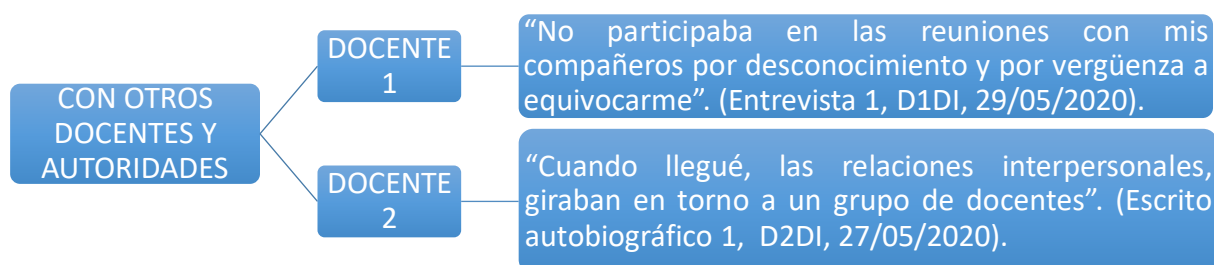 CON OTROS
DOCENTES Y
AUTORIDADES
DOCENTE
1
“No participaba en las reuniones con mis
compañeros por desconocimiento y por vergüenza a
equivocarme”. (Entrevista 1, D1DI, 29/05/2020).
DOCENTE
2
“Cuando llegué, las relaciones interpersonales,
giraban en torno a un grupo de docentes”. (Escrito
autobiográfico 1, D2DI, 27/05/2020).